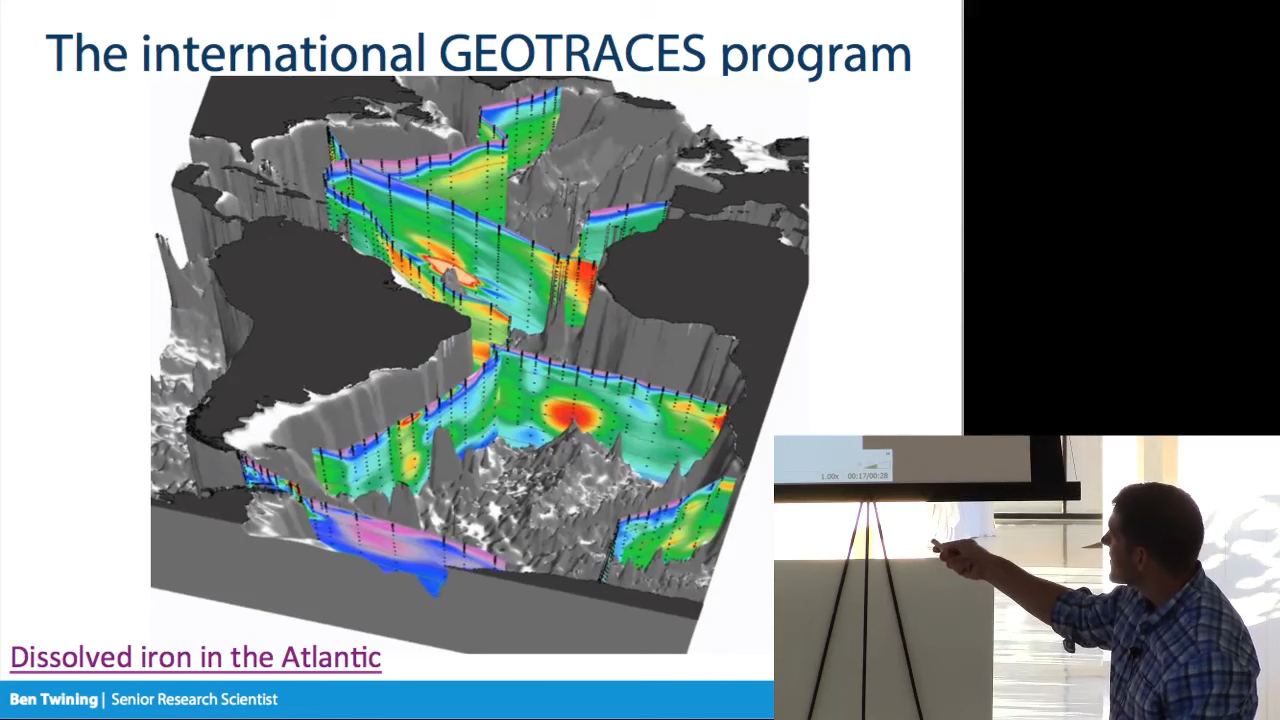 The international GEOTRACES program
Dissolved iron in the Atlantic
Ben Twining | Senior Research Scientist
1.00x 00:17/00:28